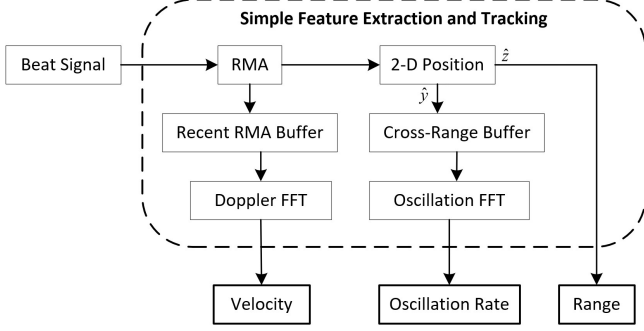 Simple Feature Extraction and Tracking
Beat Signal
RMA
2-D Position
ẑ
ŷ
Recent RMA Buffer
Cross-Range Buffer
Doppler FFT
Oscillation FFT
Velocity
Oscillation Rate
Range